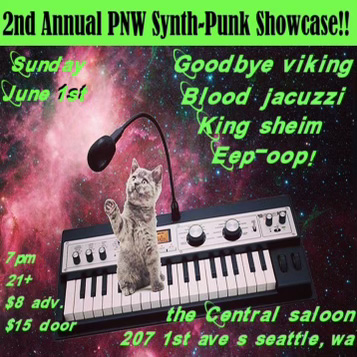 2nd Annual PNW Synth-Punk Showcase!!
Sunday
June 1st
Goodbye viking
Blood jacuzzi
King sheim
Eep-oop!
7pm
21+
$8 adv.
$15 door
the Central saloon
207 1st ave s seattle, wa